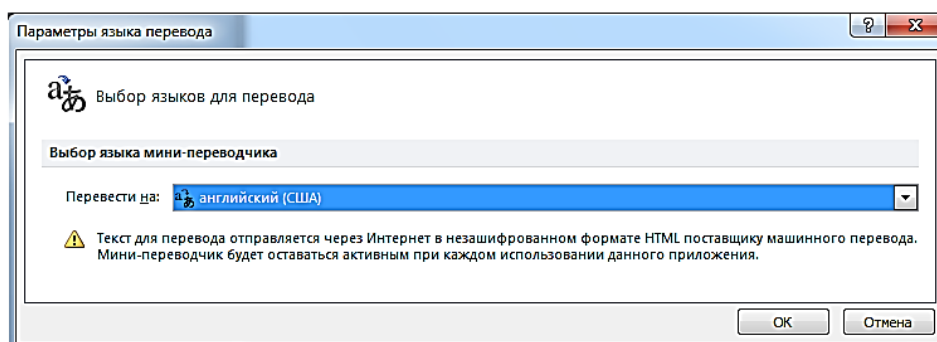 Параметры языка перевода
Выбор языков для перевода
Выбор языка мини-переводчика
Перевести на: английский (США)
Текст для перевода отправляется через Интернет в незашифрованном формате HTML поставщику машинного перевода.
Мини-переводчик будет оставаться активным при каждом использовании данного приложения.
ОК Отмена